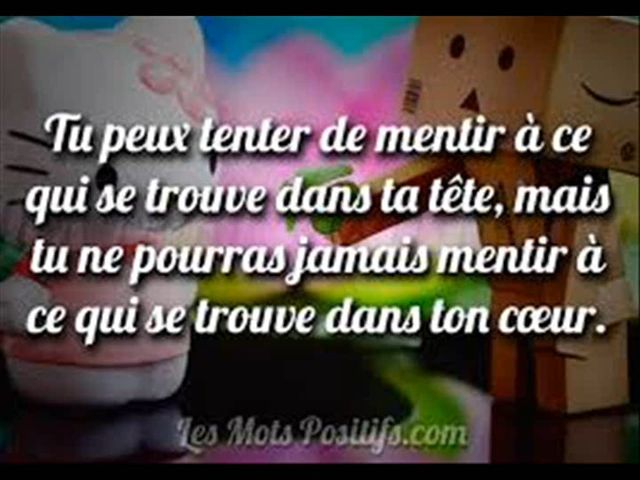 Tu peux tenter de mentir à ce
qui se trouve dans ta tête, mais
tu ne pourras jamais mentir à
ce qui se trouve dans ton cœur.
Les Mots Positifs.com